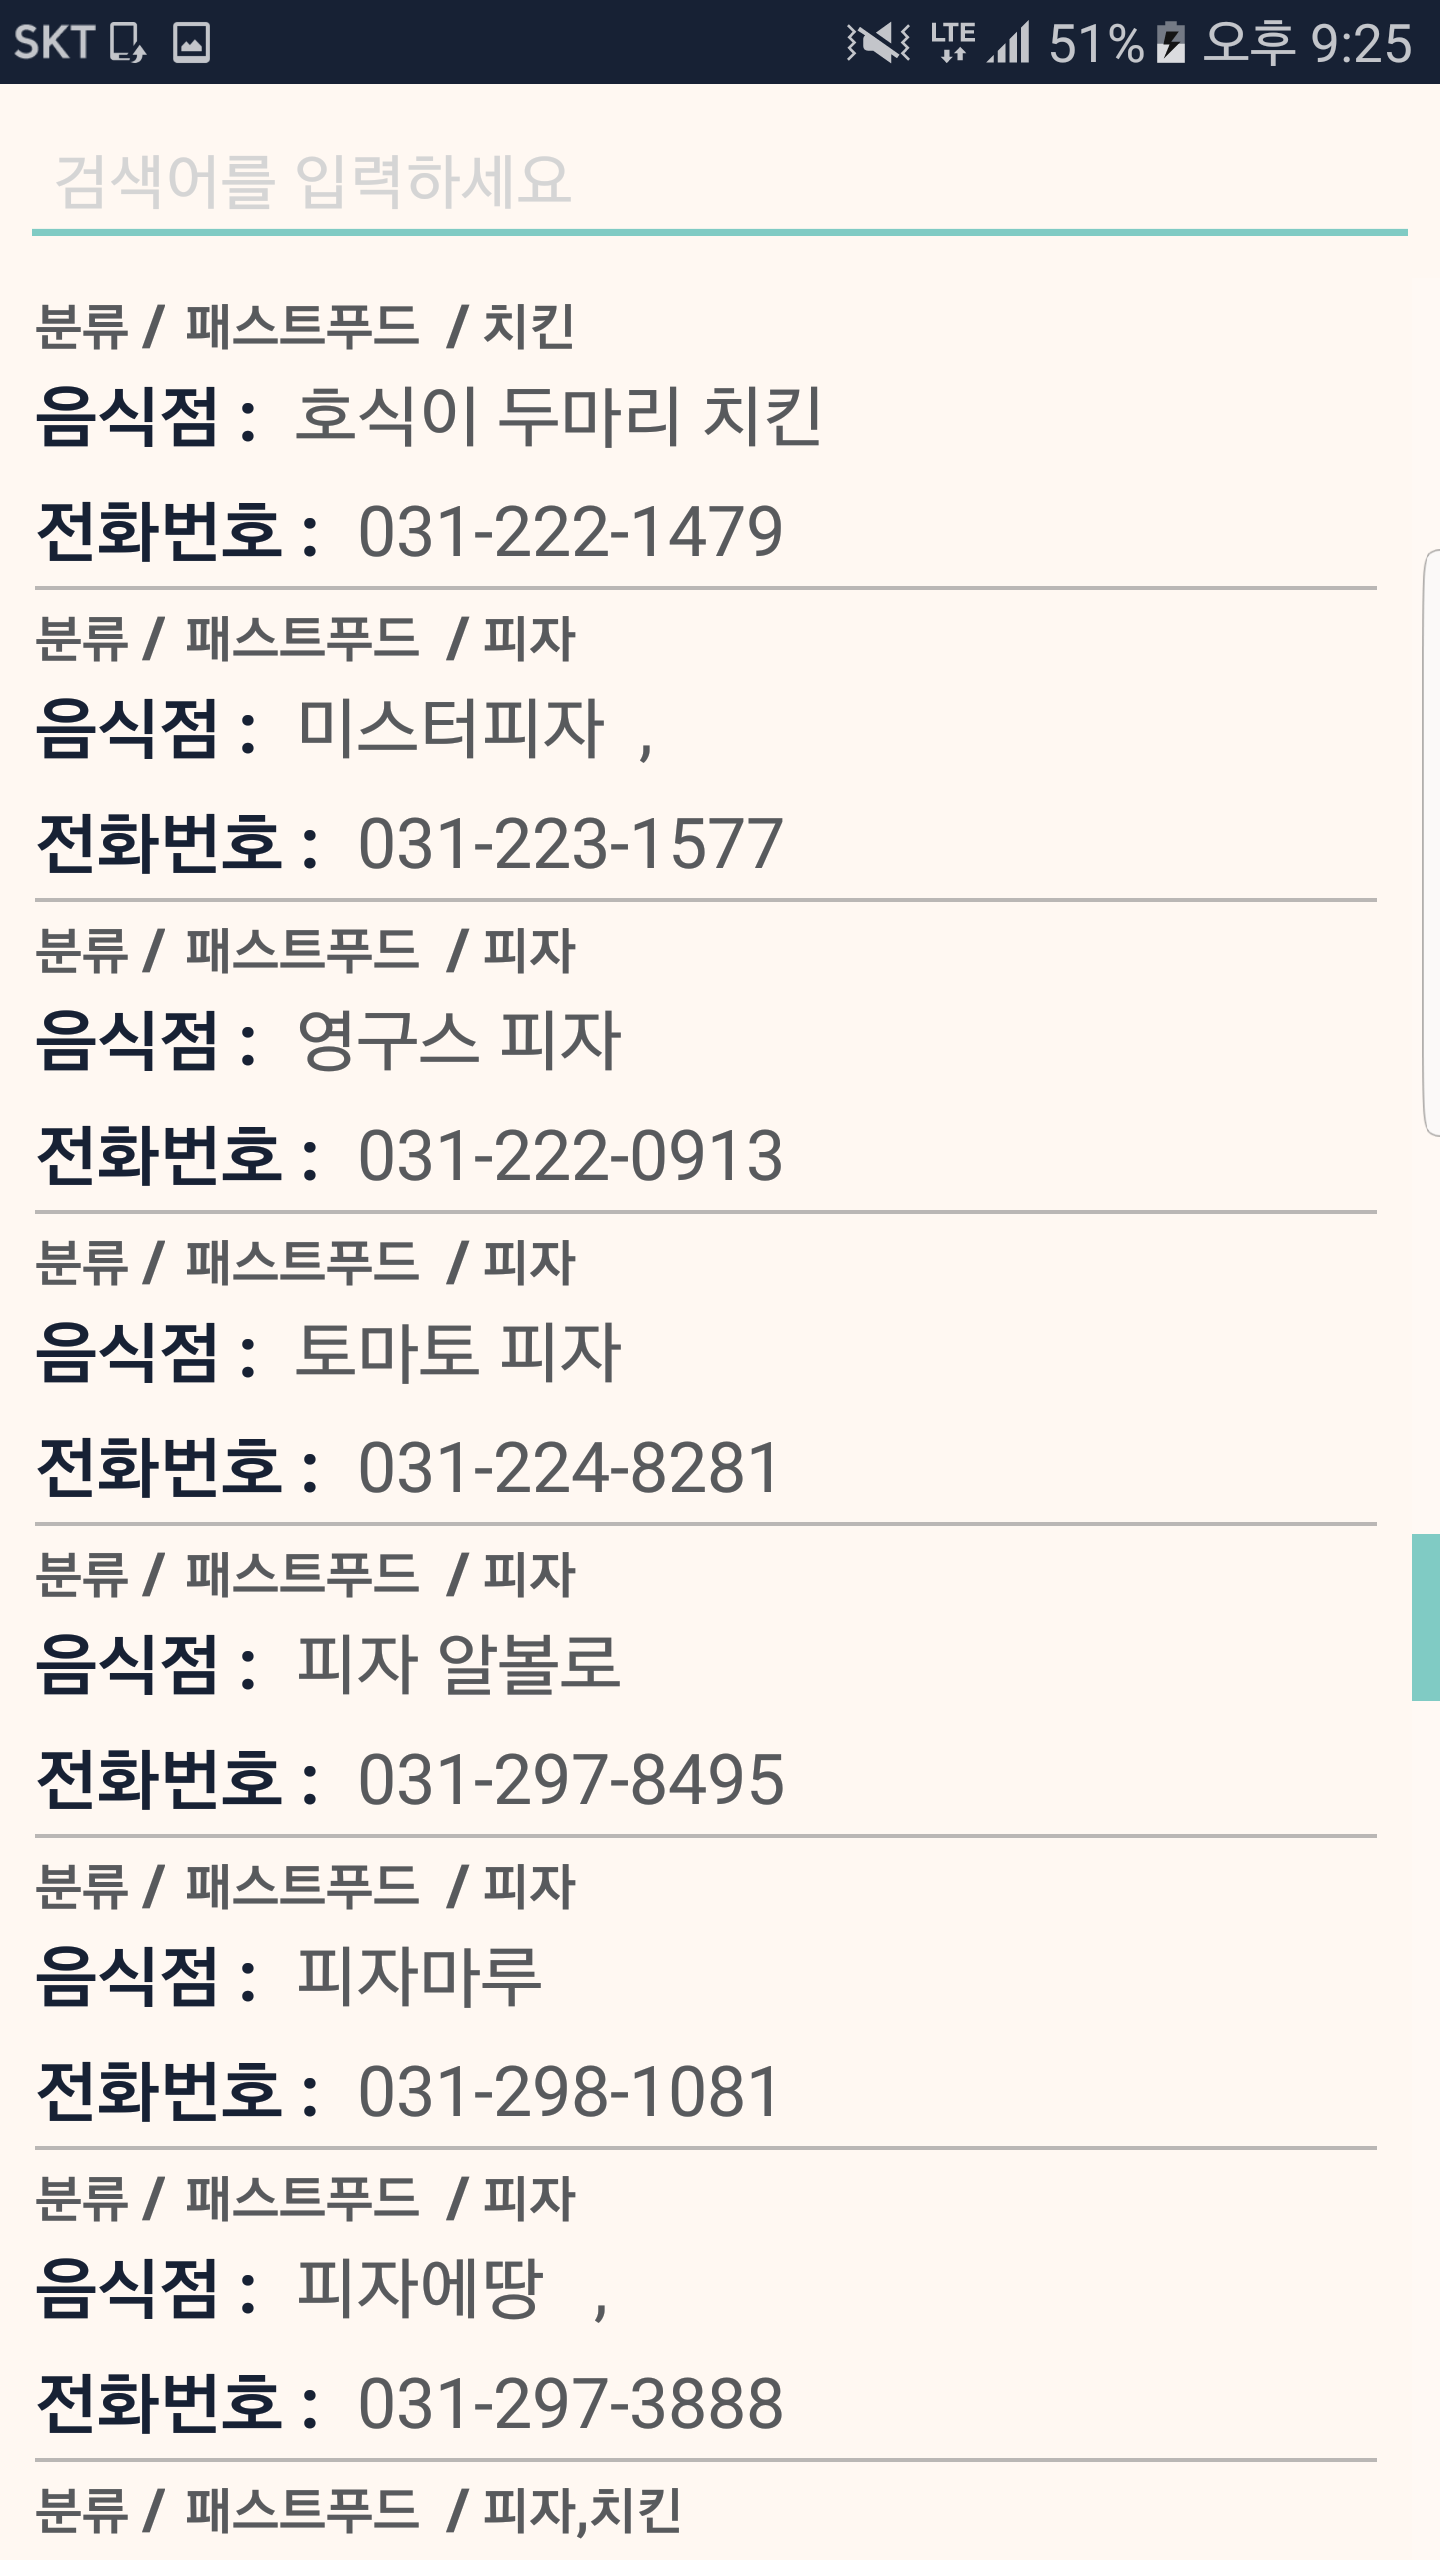 SKT LTE 51% 오후 9:25
검색어를 입력하세요
분류 / 패스트푸드 / 치킨
음식점 : 호식이 두마리 치킨
전화번호 : 031-222-1479
분류 / 패스트푸드 / 피자
음식점 : 미스터피자 ,
전화번호 : 031-223-1577
분류 / 패스트푸드 / 피자
음식점 : 영구스 피자
전화번호 : 031-222-0913
분류 / 패스트푸드 / 피자
음식점 : 토마토 피자
전화번호 : 031-224-8281
분류 / 패스트푸드 / 피자
음식점 : 피자 알볼로
전화번호 : 031-297-8495
분류 / 패스트푸드 / 피자
음식점 : 피자마루
전화번호 : 031-298-1081
분류 / 패스트푸드 / 피자
음식점 : 피자에땅 ,
전화번호 : 031-297-3888
분류 / 패스트푸드 / 피자,치킨